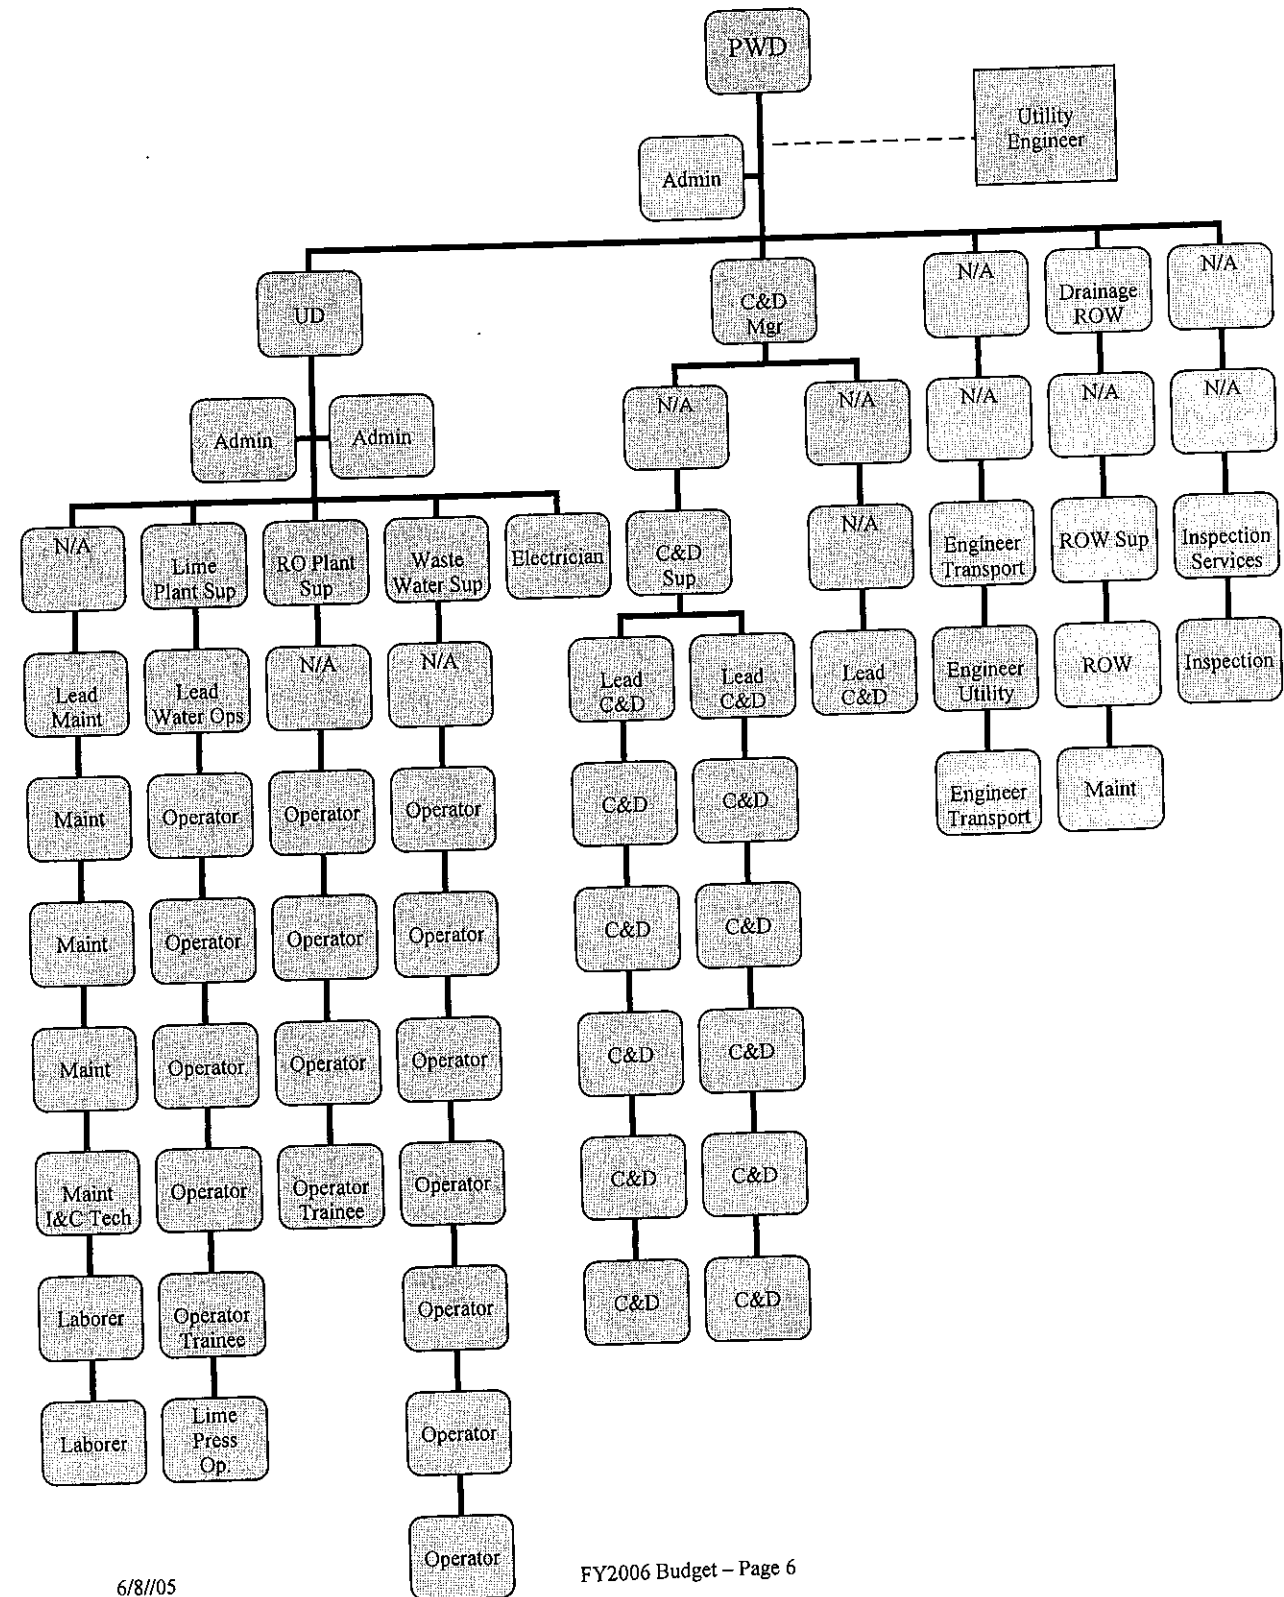 PWD
Utility
Engineer
Admin
UD
C&D
Mgr
N/A
Drainage
ROW
N/A
Admin
Admin
N/A
N/A
N/A
N/A
N/A
N/A
Lime
Plant Sup
RO Plant
Sup
Waste
Water Sup
Electrician
C&D
Sup
N/A
Engineer
Transport
ROW Sup
Inspection
Services
Lead
Maint
Lead
Water Ops
N/A
N/A
Lead
C&D
Lead
C&D
Lead
C&D
Engineer
Utility
ROW
Inspection
Maint
Operator
Operator
Operator
C&D
C&D
Engineer
Transport
Maint
Maint
Operator
Operator
Operator
C&D
C&D
Maint
Operator
Operator
Operator
C&D
C&D
Maint
I&C Tech
Operator
Operator
Trainee
Operator
C&D
C&D
Laborer
Operator
Trainee
Operator
C&D
C&D
Laborer
Lime
Press
Op.
Operator
Operator
6/8//05
FY2006 Budget – Page 6